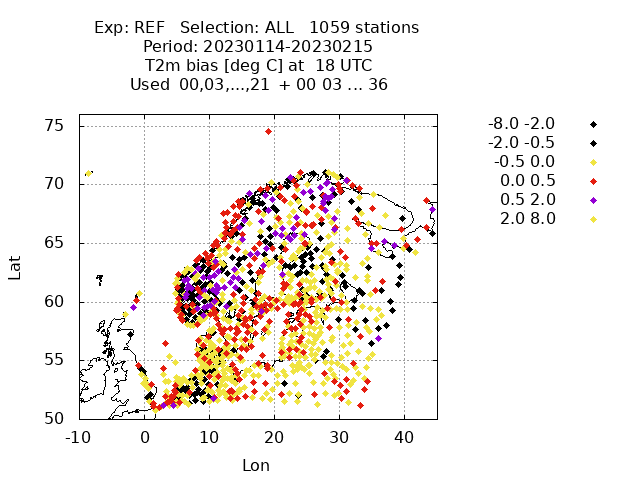 Exp: REF   Selection: ALL   1059 stations
Period: 20230114-20230215
T2m bias [deg C] at  18 UTC
Used  00,03,...,21  + 00 03 ... 36
-8.0 -2.0
-2.0 -0.5
-0.5 0.0
0.0 0.5
0.5 2.0
2.0 8.0
75
70
65
60
55
50
Lat
-10 0 10 20 30 40
Lon